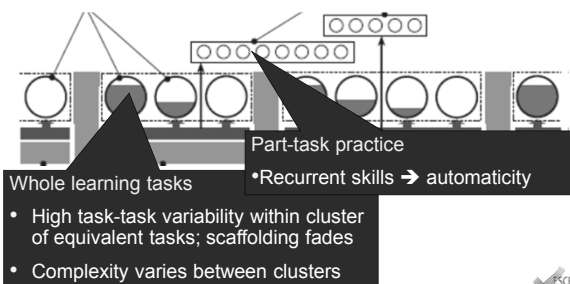 Part-task practice
•Recurrent skills ➔ automaticity
Whole learning tasks
• High task-task variability within cluster
of equivalent tasks; scaffolding fades
• Complexity varies between clusters